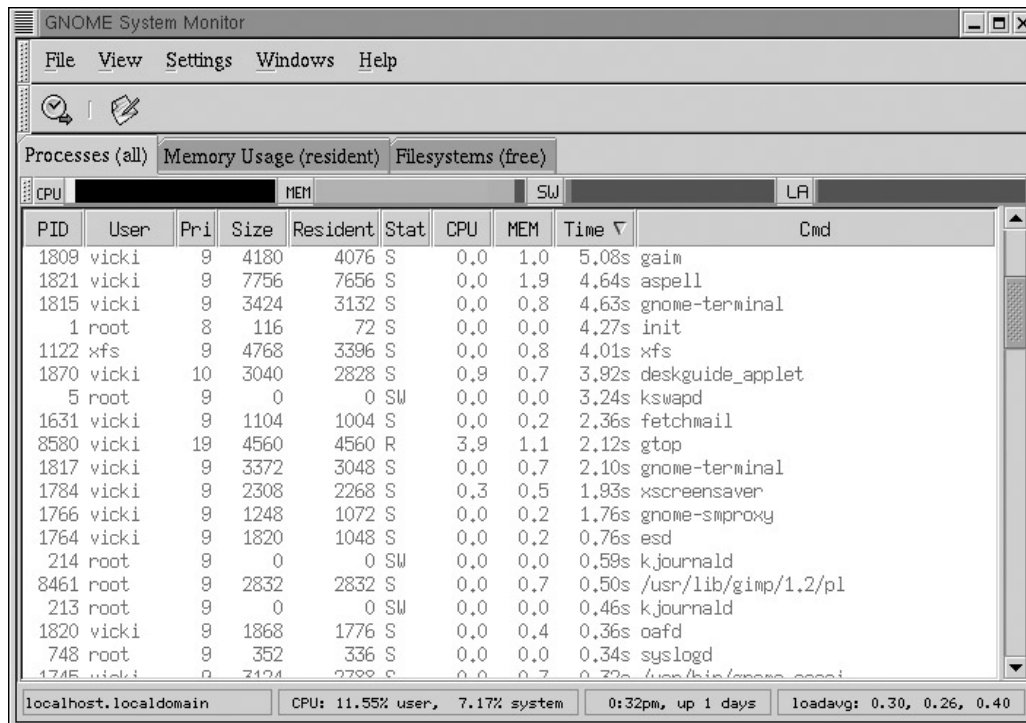 GNOME System Monitor
File View Settings Windows Help
Processes (all) Memory Usage (resident) Filesystems (free)
CPU MEM SW LA
PID User Pri Size Resident Stat CPU MEM Time Cmd
1809 vicki 9 4180 4076 S 0.0 1.0 5.08s gaim
1821 vicki 9 7756 7656 S 0.0 1.9 4.64s aspell
1815 vicki 9 3424 3132 S 0.0 0.8 4.63s gnome-terminal
1 root 8 116 72 S 0.0 0.0 4.27s init
1122 xfs 9 4768 3396 S 0.0 0.8 4.01s xfs
1870 vicki 10 3040 2828 S 0.9 0.7 3.92s deskguide_applet
5 root 9 0 0 SW 0.0 0.0 3.24s kswapd
1631 vicki 9 1104 1004 S 0.0 0.2 2.36s fetchmail
8580 vicki 19 4560 4560 R 3.9 1.1 2.12s gtop
1817 vicki 9 3372 3048 S 0.0 0.7 2.10s gnome-terminal
1784 vicki 9 2308 2268 S 0.3 0.5 1.93s xscreensaver
1766 vicki 9 1248 1072 S 0.0 0.2 1.76s gnome-smproxy
1764 vicki 9 1820 1048 S 0.0 0.2 0.76s esd
214 root 9 0 0 SW 0.0 0.0 0.59s kjournald
8461 root 9 2832 2832 S 0.0 0.7 0.50s /usr/lib/gimp/1.2/pl
213 root 9 0 0 SW 0.0 0.0 0.46s kjournald
1820 vicki 9 1868 1776 S 0.0 0.4 0.36s oafd
748 root 9 352 336 S 0.0 0.0 0.34s syslogd
localhost.localdomain CPU: 11.55% user, 7.17% system 0:32pm, up 1 days loadavg: 0.30, 0.26, 0.40